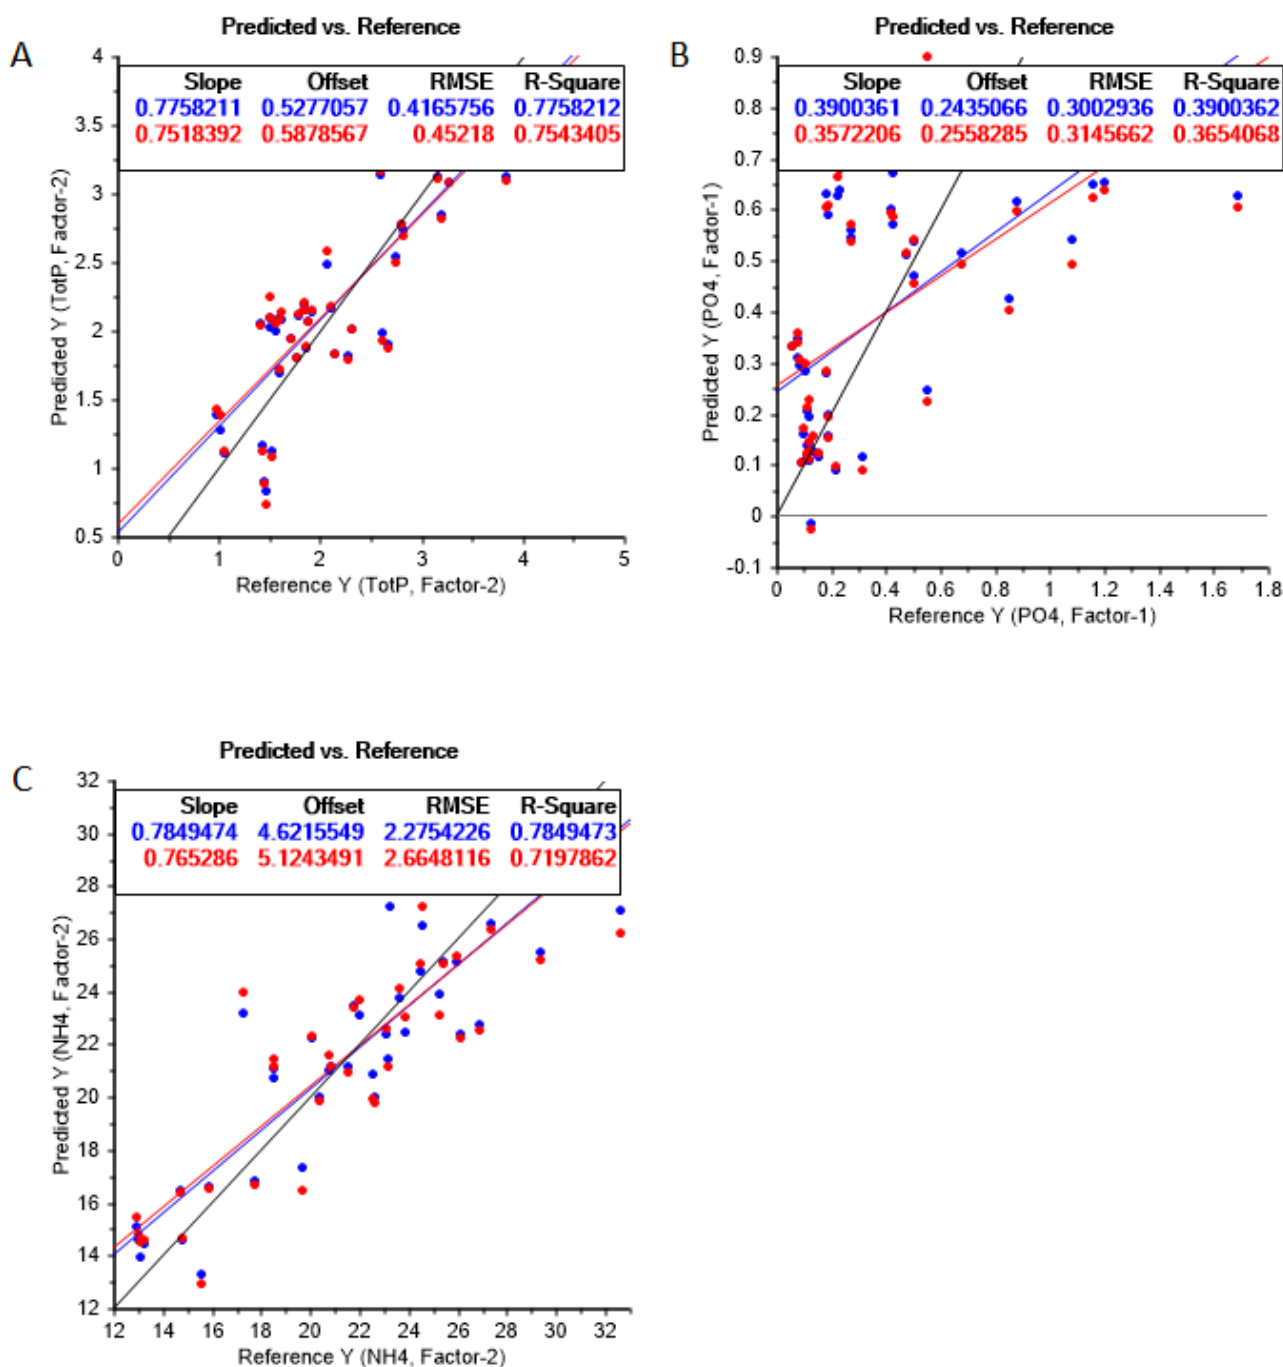 A
Predicted vs. Reference
Slope Offset RMSE R-Square
0.7758211 0.5277057 0.4165756 0.7758212
0.7518392 0.5878567 0.45218 0.7543405
4
3.5
3
2.5
2
1.5
1
0.5
Predicted Y (TotP, Factor-2)
0 1 2 3 4 5
Reference Y (TotP, Factor-2)
B
Predicted vs. Reference
Slope Offset RMSE R-Square
0.3900361 0.2435066 0.3002936 0.3900362
0.3572206 0.2558285 0.3145662 0.3654068
0.9
0.8
0.7
0.6
0.5
0.4
0.3
0.2
0.1
0
-0.1
Predicted Y (PO4, Factor-1)
0 0.2 0.4 0.6 0.8 1 1.2 1.4 1.6 1.8
Reference Y (PO4, Factor-1)
C
Predicted vs. Reference
Slope Offset RMSE R-Square
0.7849474 4.6215549 2.2754226 0.7849473
0.765286 5.1243491 2.6648116 0.7197862
32
30
28
26
24
22
20
18
16
14
12
Predicted Y (NH4, Factor-2)
12 14 16 18 20 22 24 26 28 30 32
Reference Y (NH4, Factor-2)